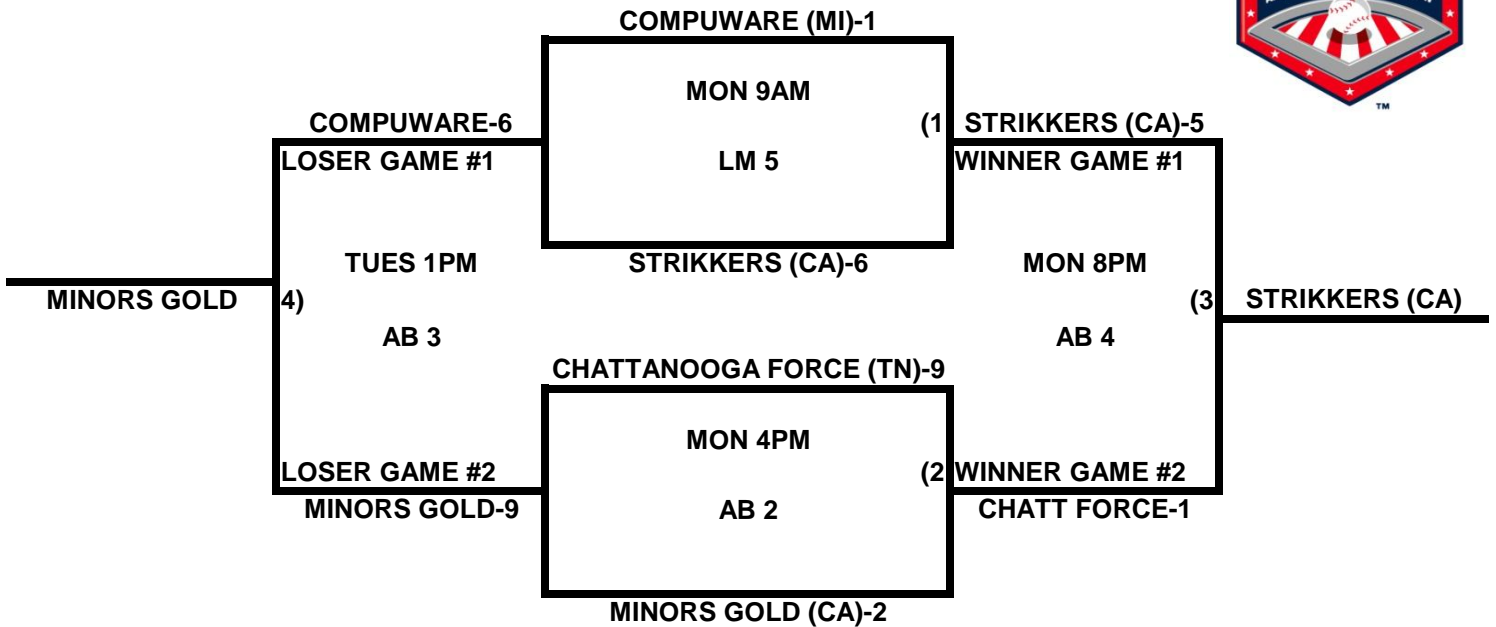 COMPUWARE (MI)-1
MON 9AM
COMPUWARE-6
(1 STRIKKERS (CA)-5
LOSER GAME #1
LM 5
WINNER GAME #1
TUES 1PM
STRIKKERS (CA)-6
MON 8PM
MINORS GOLD
4)
(3
STRIKKERS (CA)
AB 3
AB 4
CHATTANOOGA FORCE (TN)-9
MON 4PM
LOSER GAME #2
(2 WINNER GAME #2
MINORS GOLD-9
AB 2
CHATT FORCE-1
MINORS GOLD (CA)-2
TM